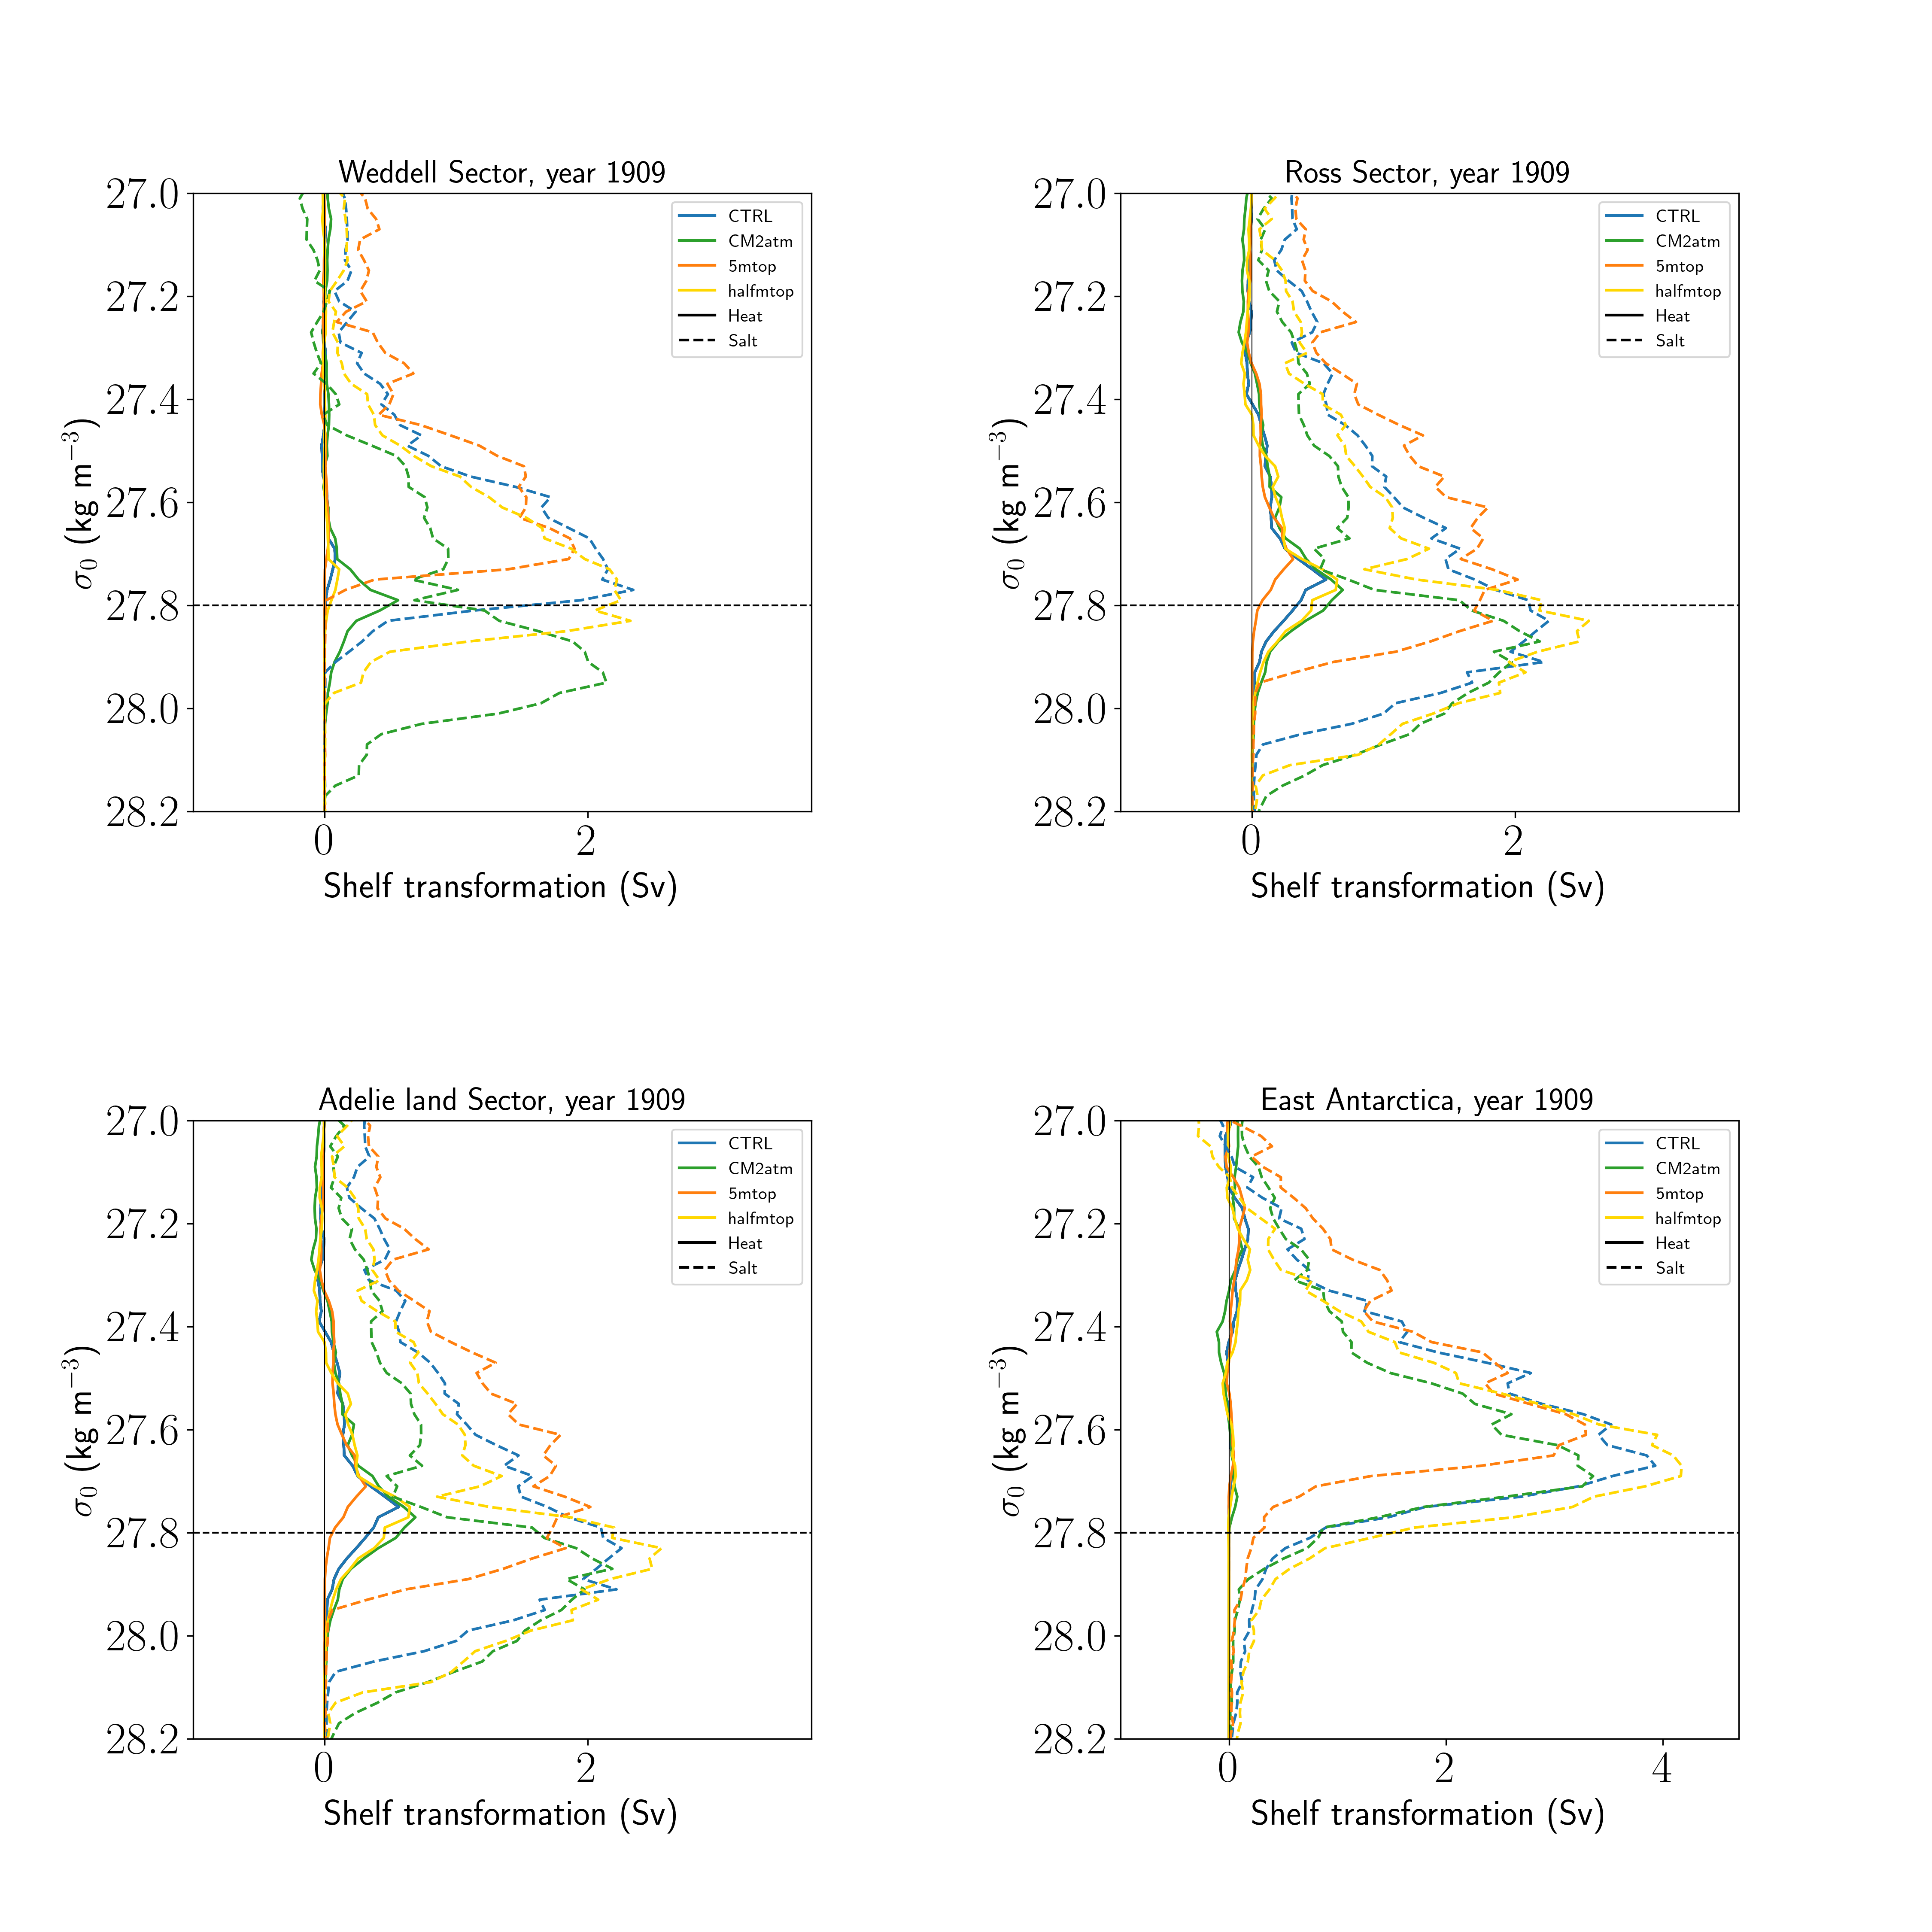 Weddell Sector, year 1909
27.0
27.2
27.4
27.6
27.8
28.0
28.2
σ0 (kg m−3)
0 2
Shelf transformation (Sv)
CTRL
CM2atm
5mtop
halfmtop
Heat
Salt
Ross Sector, year 1909
27.0
27.2
27.4
27.6
27.8
28.0
28.2
σ0 (kg m−3)
0 2
Shelf transformation (Sv)
CTRL
CM2atm
5mtop
halfmtop
Heat
Salt
Adelie land Sector, year 1909
27.0
27.2
27.4
27.6
27.8
28.0
28.2
σ0 (kg m−3)
0 2
Shelf transformation (Sv)
CTRL
CM2atm
5mtop
halfmtop
Heat
Salt
East Antarctica, year 1909
27.0
27.2
27.4
27.6
27.8
28.0
28.2
σ0 (kg m−3)
0 2 4
Shelf transformation (Sv)
CTRL
CM2atm
5mtop
halfmtop
Heat
Salt